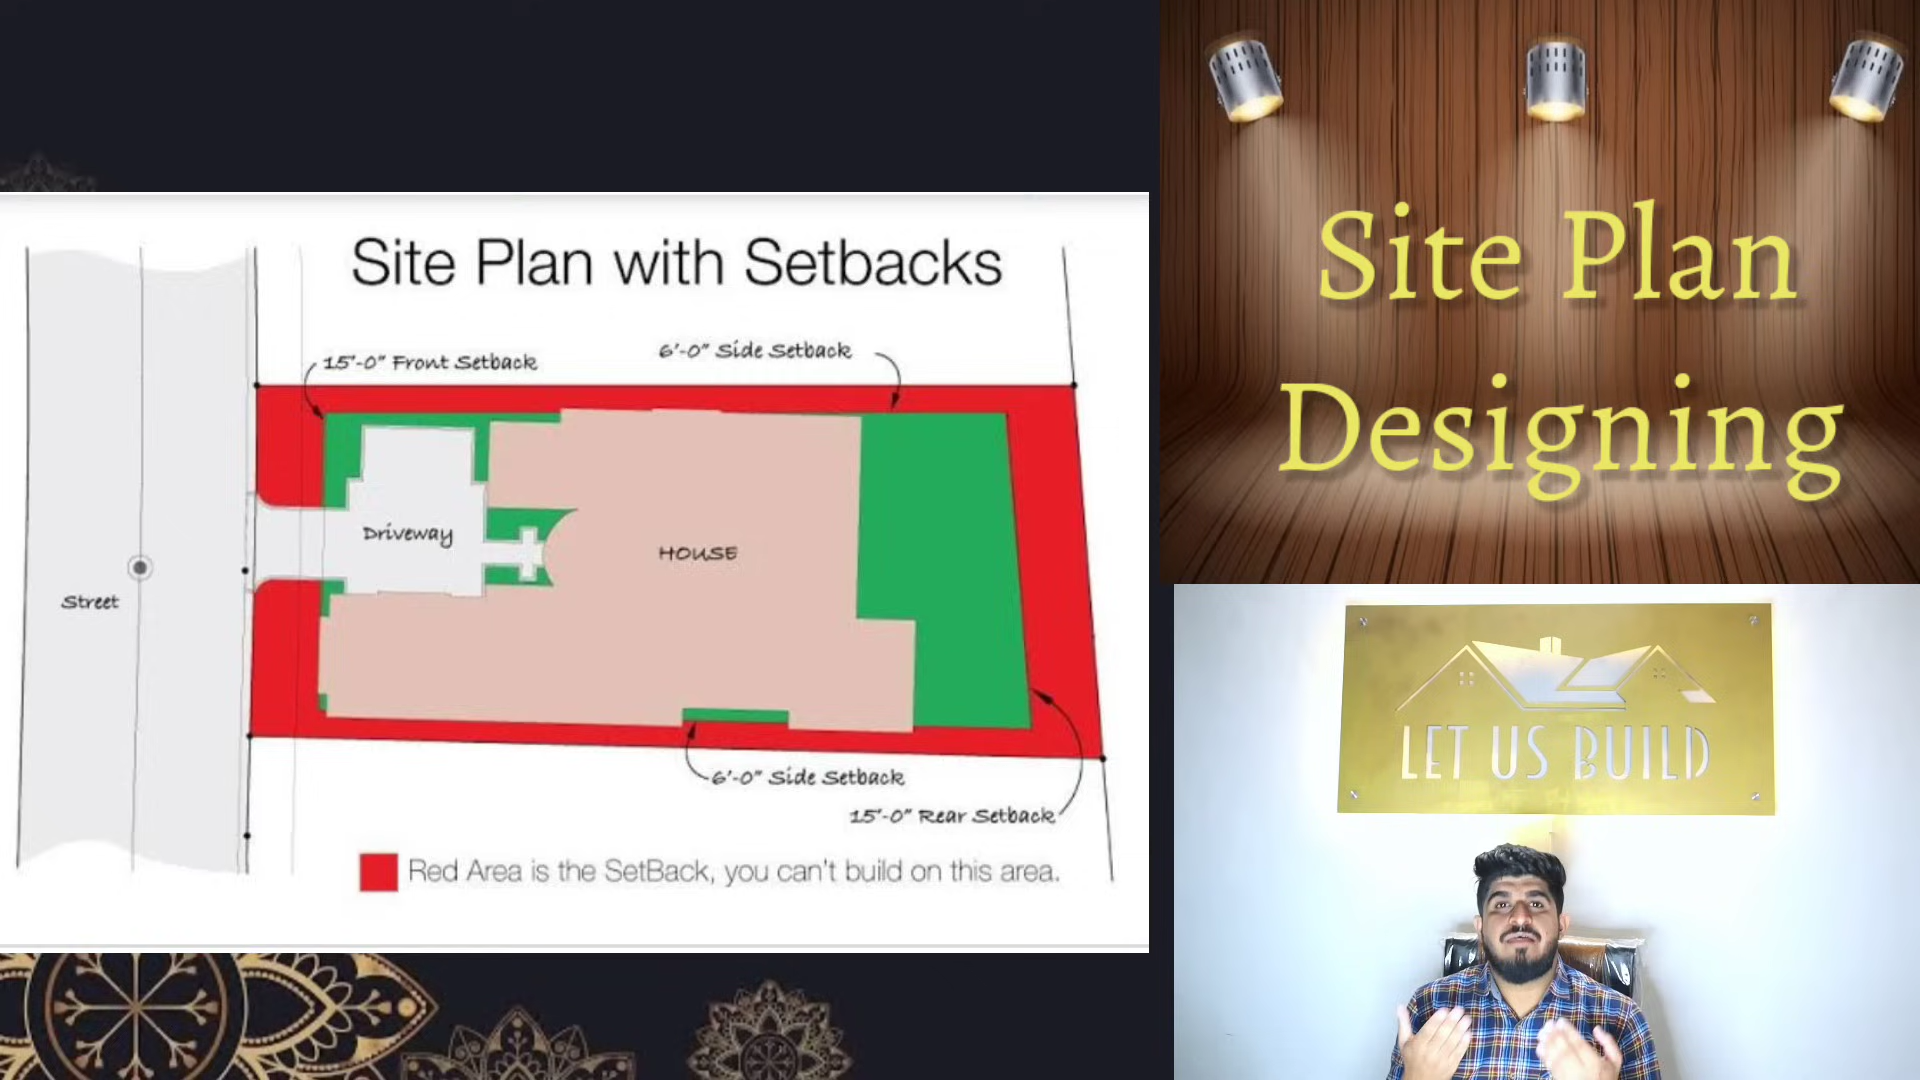 Site Plan with Setbacks
15'-0" Front Setback
6'-0" Side Setback
Driveway
HOUSE
Street
6'-0" Side Setback
15'-0" Rear Setback
Red Area is the SetBack, you can't build on this area.
Site Plan
Designing
LET US BUILD